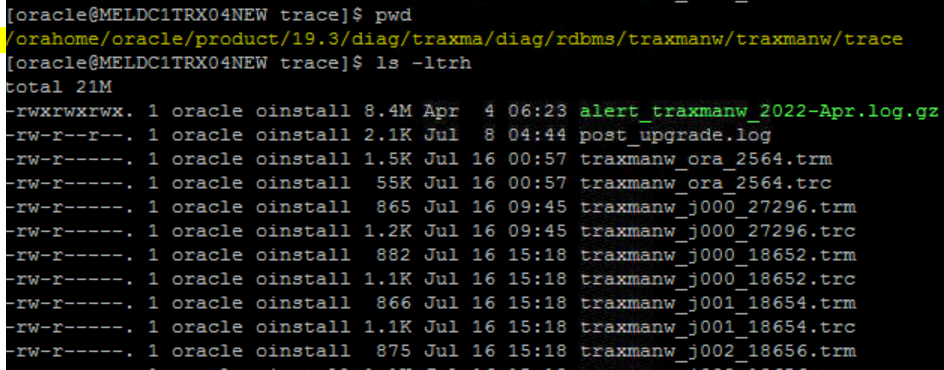 [oracle@MELDC1TRX04NEW trace]$ pwd
/orahome/oracle/product/19.3/diag/traxma/diag/rdbms/traxmanw/traxmanw/trace
[oracle@MELDC1TRX04NEW trace]$ ls -ltrh
total 21M
-rwxrwxrwx. 1 oracle oinstall 8.4M Apr  4 06:23 alert_traxmanw_2022-Apr.log.gz
-rw-r--r--. 1 oracle oinstall 2.1K Jul  8 04:44 post_upgrade.log
-rw-r-----. 1 oracle oinstall 1.5K Jul 16 00:57 traxmanw_ora_2564.trm
-rw-r-----. 1 oracle oinstall  55K Jul 16 00:57 traxmanw_ora_2564.trc
-rw-r-----. 1 oracle oinstall  865 Jul 16 09:45 traxmanw_j000_27296.trm
-rw-r-----. 1 oracle oinstall 1.2K Jul 16 09:45 traxmanw_j000_27296.trc
-rw-r-----. 1 oracle oinstall  882 Jul 16 15:18 traxmanw_j000_18652.trm
-rw-r-----. 1 oracle oinstall 1.1K Jul 16 15:18 traxmanw_j000_18652.trc
-rw-r-----. 1 oracle oinstall  866 Jul 16 15:18 traxmanw_j001_18654.trm
-rw-r-----. 1 oracle oinstall 1.1K Jul 16 15:18 traxmanw_j001_18654.trc
-rw-r-----. 1 oracle oinstall  875 Jul 16 15:18 traxmanw_j002_18656.trm